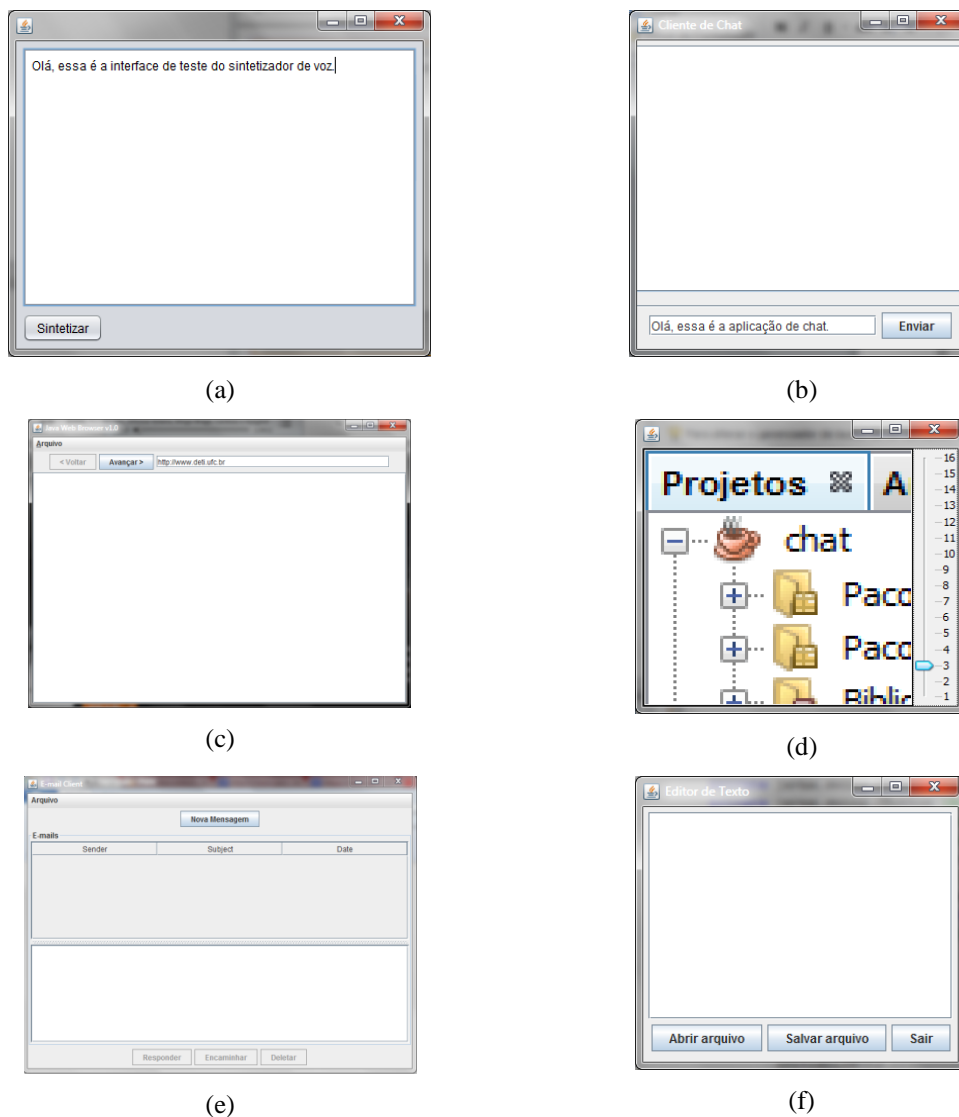 Olá, essa é a interface de teste do sintetizador de voz.
Sintetizar
(a)
Cliente de Chat
Olá, essa é a aplicação de chat.
Enviar
(b)
Java Web Browser v1.0
Arquivo
< Voltar
Avançar >
http://www.deti.ufc.br
(c)
Projetos
A
chat
Paco
Paco
Biblic
16
15
14
13
12
11
10
9
8
7
6
5
4
3
2
1
(d)
E-mail Client
Arquivo
Nova Mensagem
E-mails
Sender Subject Date
Responder Encaminhar Deletar
(e)
Editor de Texto
Abrir arquivo Salvar arquivo Sair
(f)